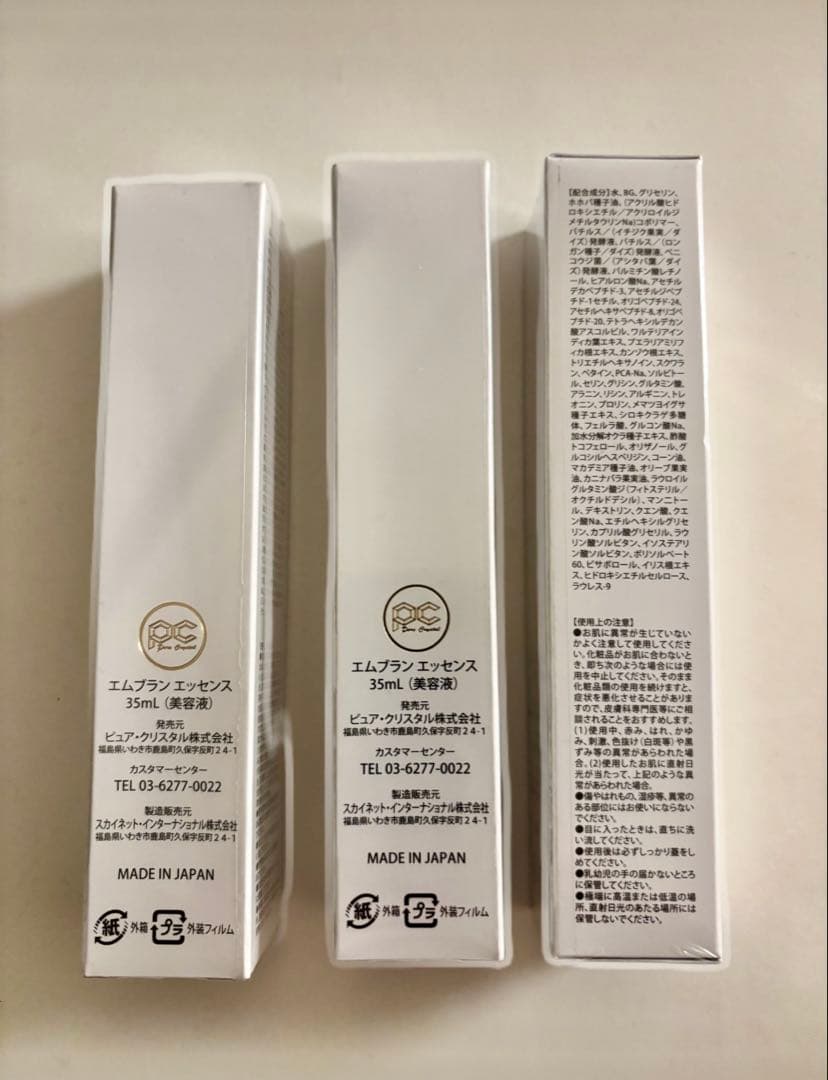 PC
Pure Crystal
エムブラン エッセンス
35mL（美容液）
発売元
ピュア・クリスタル株式会社
福島県いわき市鹿島町久保字反町24-1
カスタマーセンター
TEL 03-6277-0022
製造販売元
スカイネット・インターナショナル株式会社
福島県いわき市鹿島町久保字反町24-1
MADE IN JAPAN
紙 外箱 プラ 外装フィルム
PC
Pure Crystal
エムブラン エッセンス
35mL（美容液）
発売元
ピュア・クリスタル株式会社
福島県いわき市鹿島町久保字反町24-1
カスタマーセンター
TEL 03-6277-0022
製造販売元
スカイネット・インターナショナル株式会社
福島県いわき市鹿島町久保字反町24-1
MADE IN JAPAN
紙 外箱 プラ 外装フィルム
【配合成分】水、BG、グリセリン、
ホホバ種子油、（アクリル酸ヒド
ロキシエチル／アクリロイルジ
メチルタウリンNa）コポリマー、
バチルス／（イチジク果実／ダ
イズ）発酵液、バチルス／（ロン
ガン種子／ダイズ）発酵液、ベニ
コウジ菌／（アシタバ葉／ダイ
ズ）発酵液、パルミチン酸レチノ
ール、ヒアルロン酸Na、アセチル
デカペプチド-3、アセチルジペプ
チド-1セチル、オリゴペプチド-24、
アセチルヘキサペプチド-8、オリゴペ
プチド-20、テトラヘキシルデカン
酸アスコルビル、ワルテリアイン
ディカ葉エキス、プエラリアミリフ
ィカ根エキス、カンゾウ根エキス、
トリエチルヘキサノイン、スクワラ
ン、ベタイン、PCA-Na、ソルビトー
ル、セリン、グリシン、グルタミン酸、
アラニン、リシン、アルギニン、トレ
オニン、プロリン、メマツヨイグサ
種子エキス、シロキクラゲ多糖
体、フェルラ酸、グルコン酸Na、
加水分解オクラ種子エキス、酢酸
トコフェロール、オリザノール、グ
ルコシルヘスペリジン、コーン油、
マカデミア種子油、オリーブ果実
油、カニナバラ果実油、ラウロイル
グルタミン酸ジ（フィトステリル／
オクチルドデシル）、マンニトー
ル、デキストリン、クエン酸、クエ
ン酸Na、エチルヘキシルグリセ
リン、カプリル酸グリセリル、ラウ
リン酸ソルビタン、イソステアリ
ン酸ソルビタン、ポリソルベート
60、ビサボロール、イリス根エキ
ス、ヒドロキシエチルセルロース、
ラウレス-9
【使用上の注意】
●お肌に異常が生じていない
かよく注意して使用してくださ
い。化粧品がお肌に合わないと
き、即ち次のような場合には使
用を中止してください。そのまま
化粧品類の使用を続けますと、
症状を悪化させることがありま
すので、皮膚科専門医等にご相
談されることをおすすめします。
(1)使用中、赤み、はれ、かゆ
み、刺激、色抜け（白斑等）や黒
ずみ等の異常があらわれた場
合。(2)使用したお肌に直射日
光が当たって、上記のような異
常があらわれた場合。
●傷やはれもの、湿疹等、異常の
ある部位にはお使いにならない
でください。
●目に入ったときは、直ちに洗
い流してください。
●使用後は必ずしっかり蓋をし
めてください。
●乳幼児の手の届かないところ
に保管してください。
●極端に高温または低温の場
所、直射日光のあたる場所には
保管しないでください。